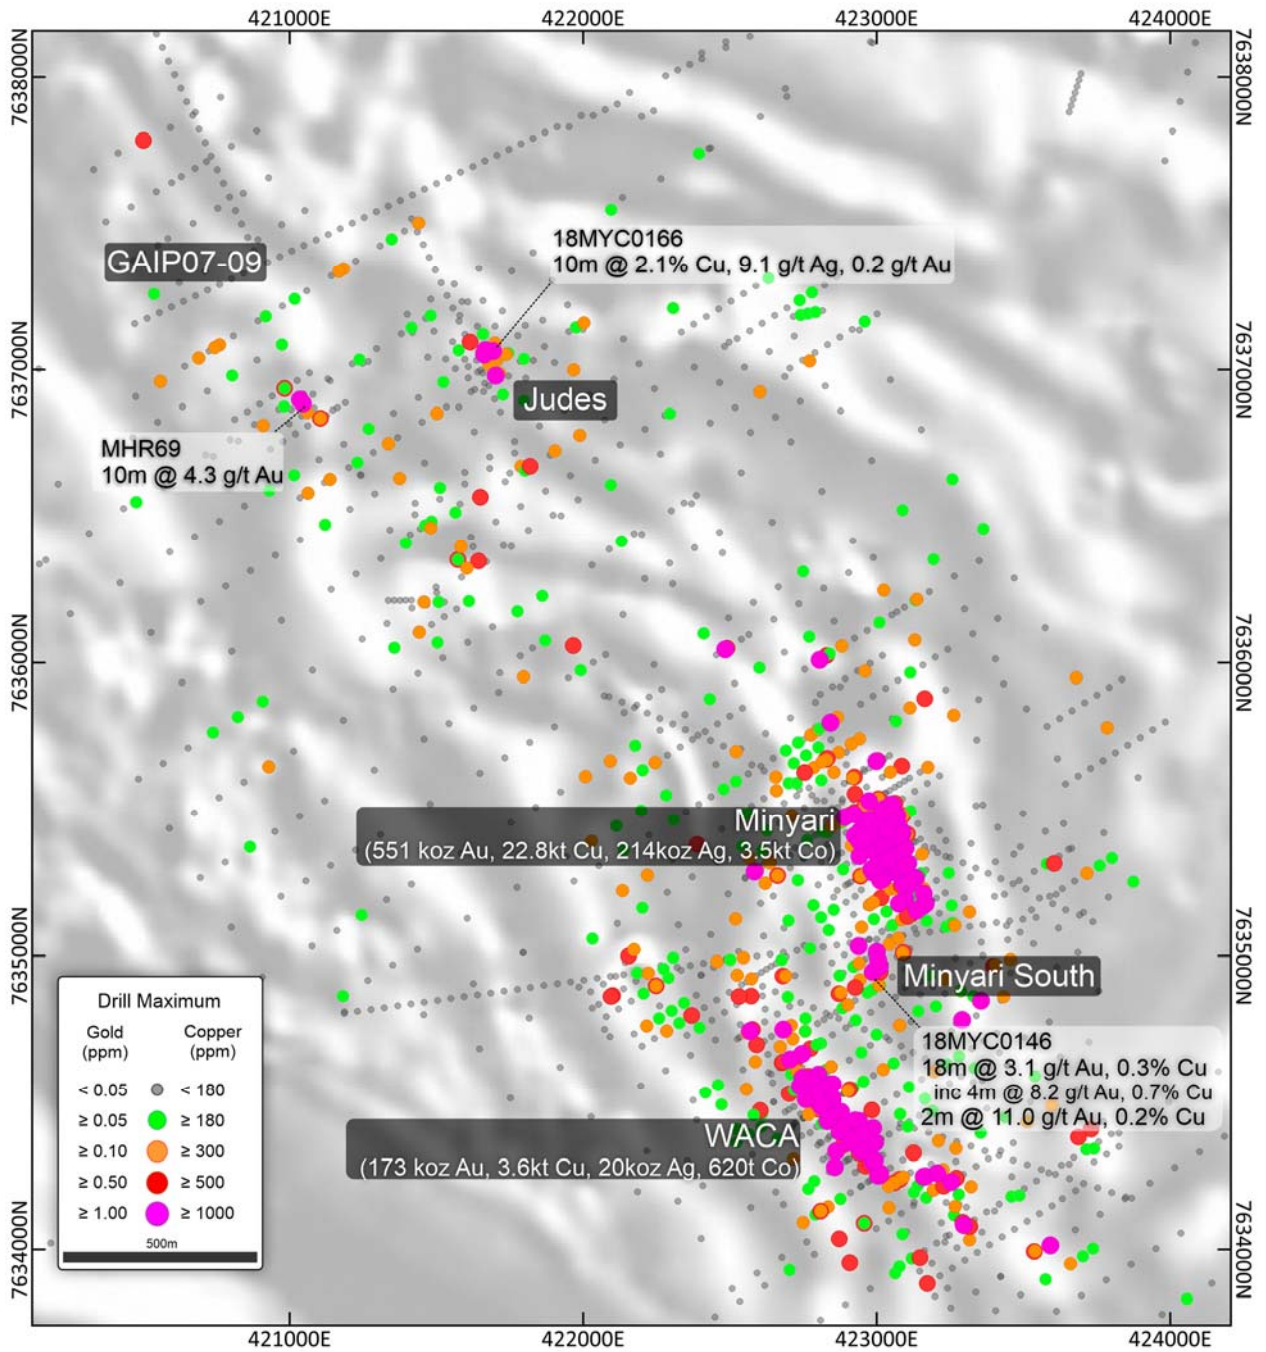 421000E 422000E 423000E 424000E
7638000N
7638000N
GAIP07-09
18MYC0166
10m @ 2.1% Cu, 9.1 g/t Ag, 0.2 g/t Au
7637000N
7637000N
Judes
MHR69
10m @ 4.3 g/t Au
7636000N
7636000N
Minyari
(551 koz Au, 22.8kt Cu, 214koz Ag, 3.5kt Co)
7635000N
7635000N
Minyari South
18MYC0146
18m @ 3.1 g/t Au, 0.3% Cu
inc 4m @ 8.2 g/t Au, 0.7% Cu
2m @ 11.0 g/t Au, 0.2% Cu
WACA
(173 koz Au, 3.6kt Cu, 20koz Ag, 620t Co)
Drill Maximum
Gold Copper
(ppm) (ppm)
< 0.05 < 180
≥ 0.05 ≥ 180
≥ 0.10 ≥ 300
≥ 0.50 ≥ 500
≥ 1.00 ≥ 1000
500m
7634000N
7634000N
421000E 422000E 423000E 424000E